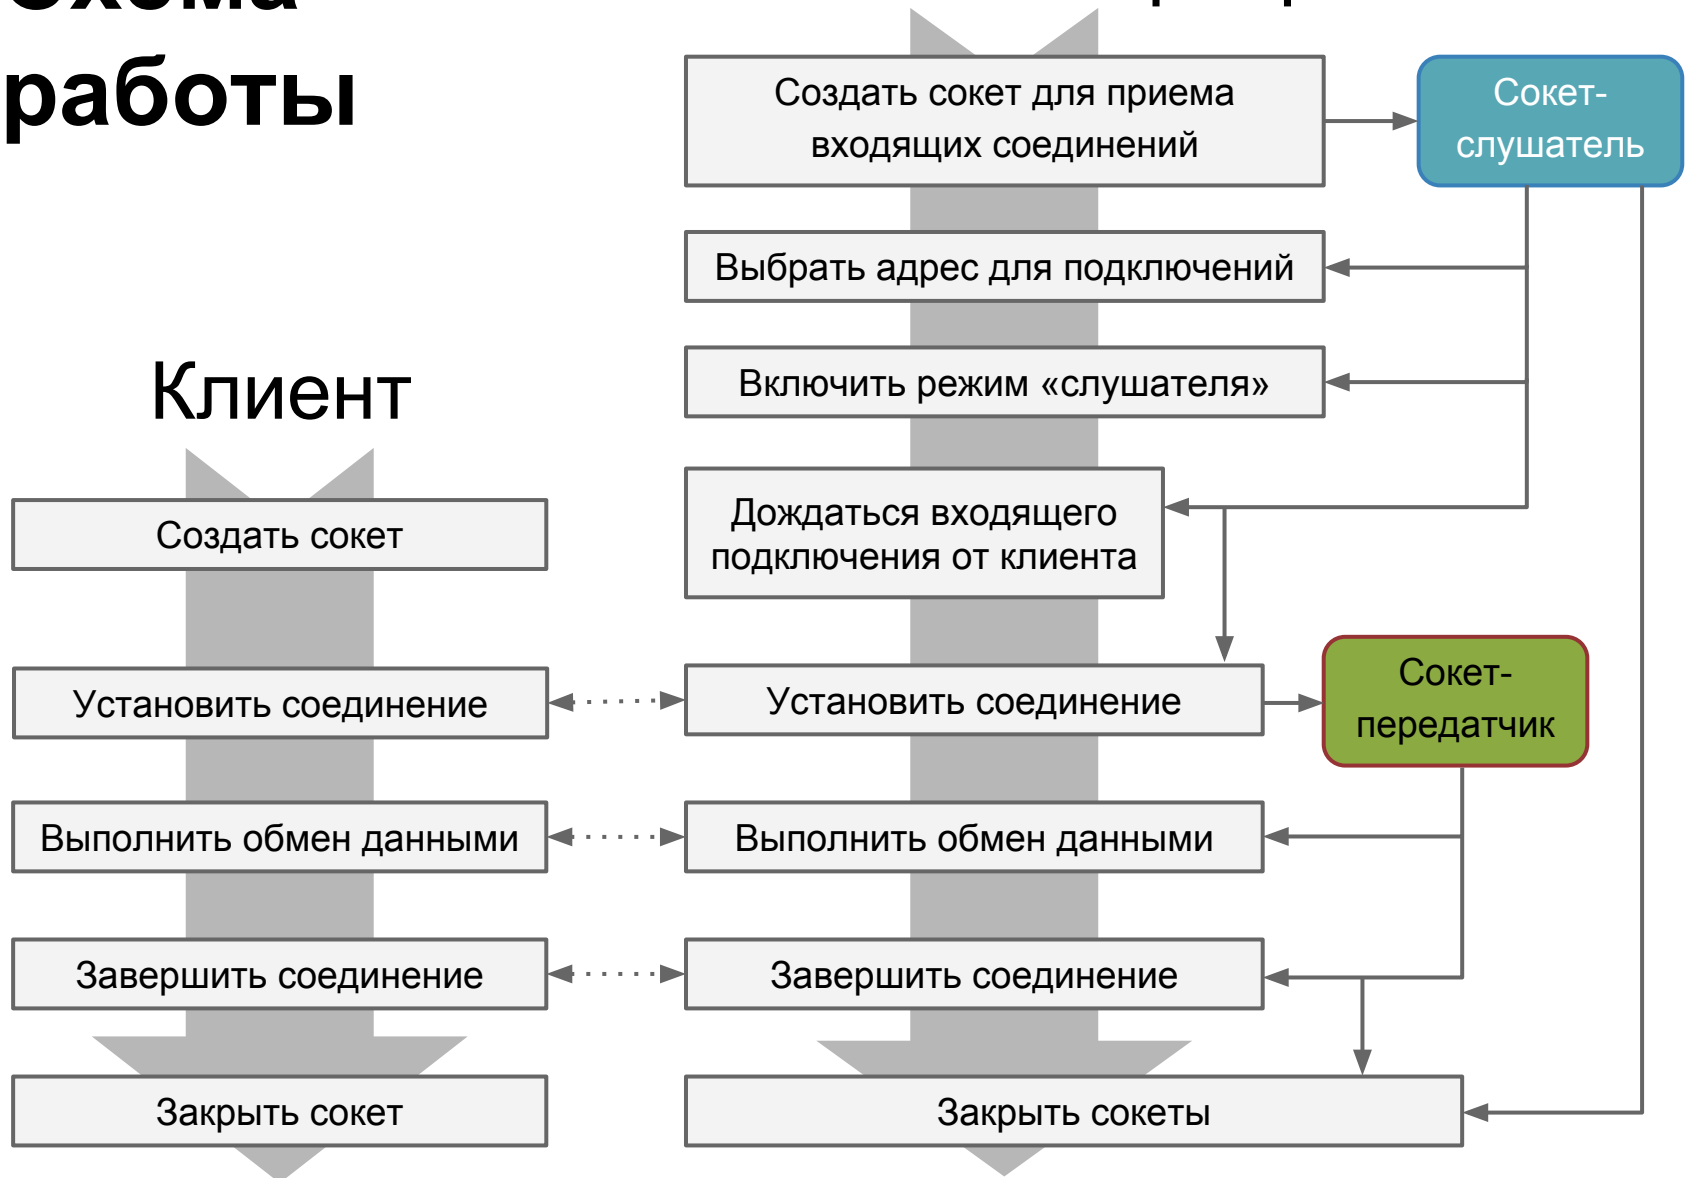 работы
Клиент
Создать сокет
Установить соединение
Выполнить обмен данными
Завершить соединение
Закрыть сокет
Создать сокет для приема
входящих соединений
Выбрать адрес для подключений
Включить режим «слушателя»
Дождаться входящего
подключения от клиента
Установить соединение
Выполнить обмен данными
Завершить соединение
Закрыть сокеты
Сокет-
слушатель
Сокет-
передатчик